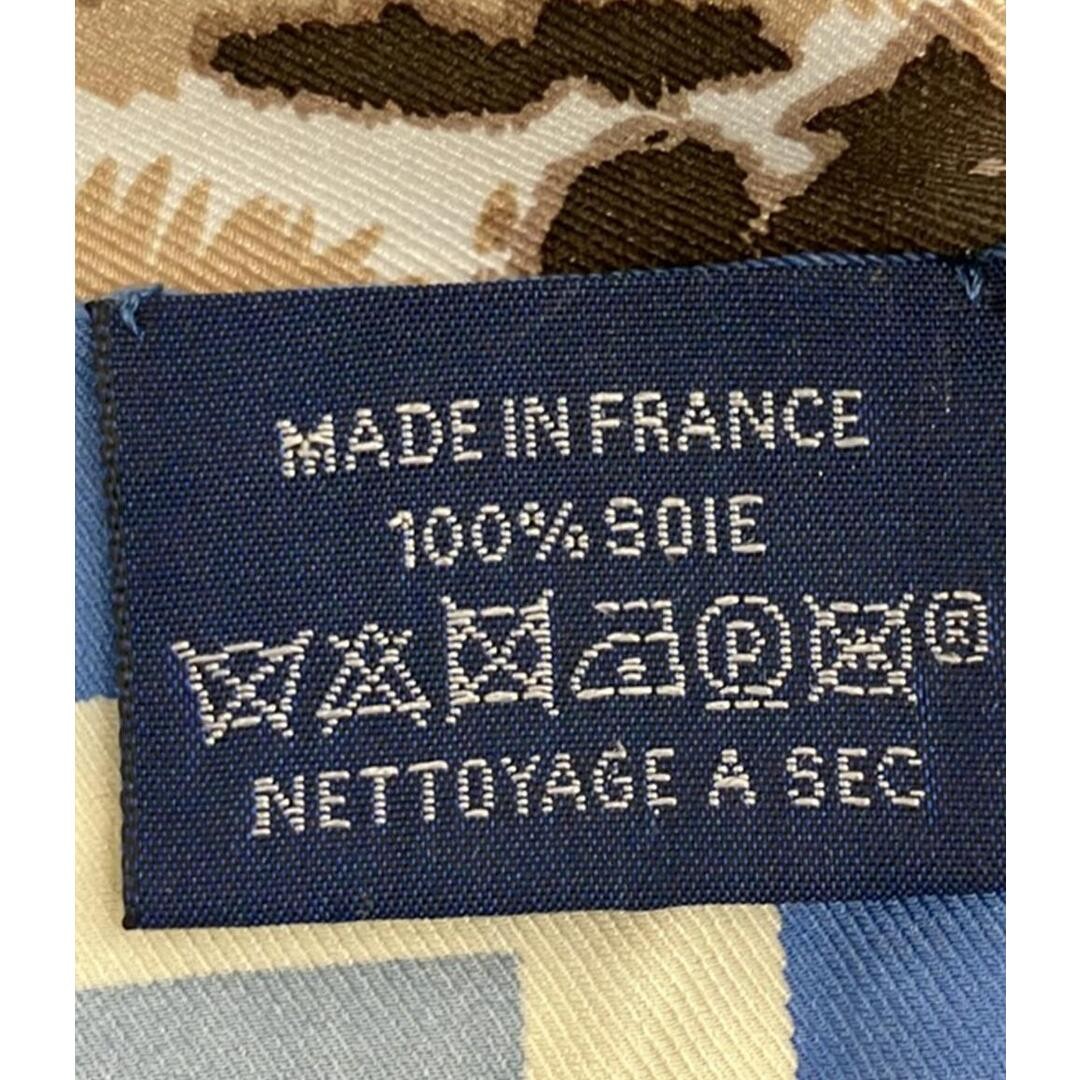 MADE IN FRANCE
100% SOIE
P ®
NETTOYAGE A SEC